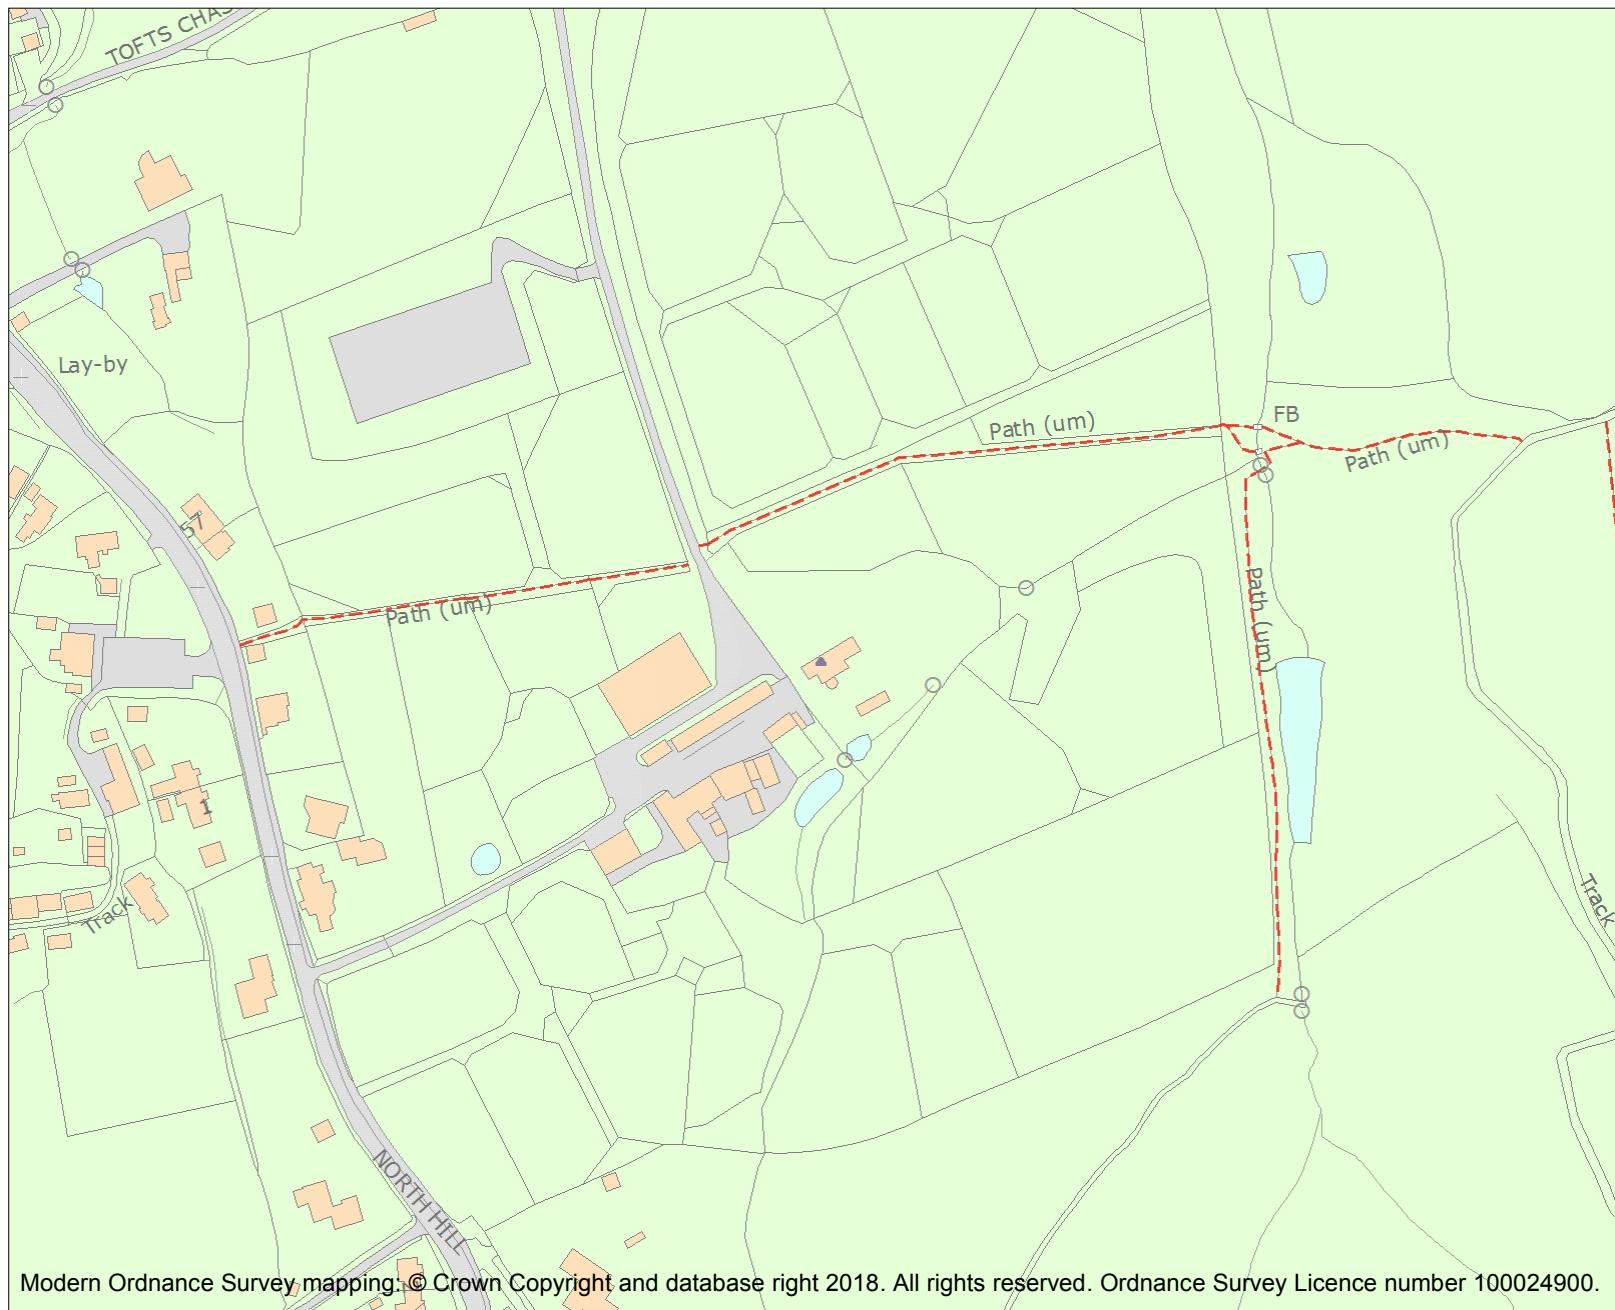 TOFTS CHAS
Lay-by
57
Path (um)
Path (um)
FB
Path (um)
Path (um)
1
Track
Track
NORTH HILL
Modern Ordnance Survey mapping: © Crown Copyright and database right 2018. All rights reserved. Ordnance Survey Licence number 100024900.